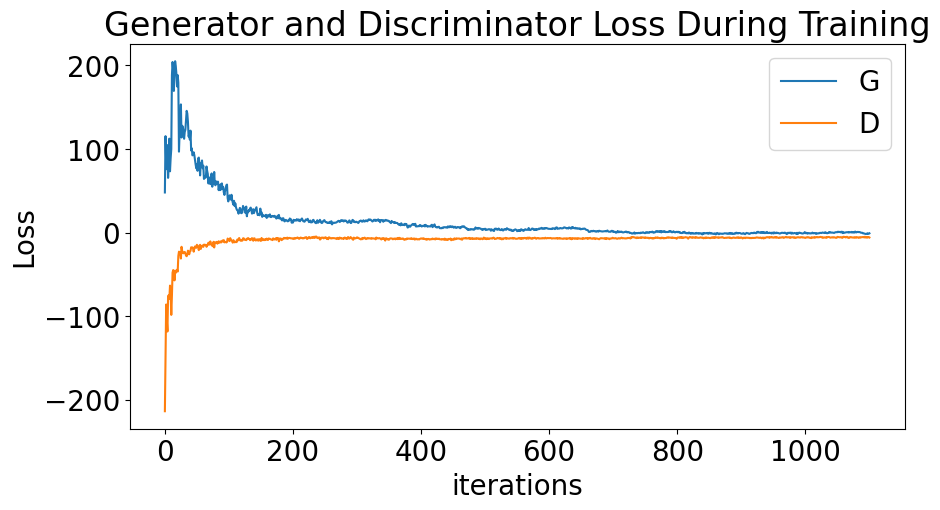 Generator and Discriminator Loss During Training
G
D
Loss
200
100
0
−100
−200
0 200 400 600 800 1000
iterations